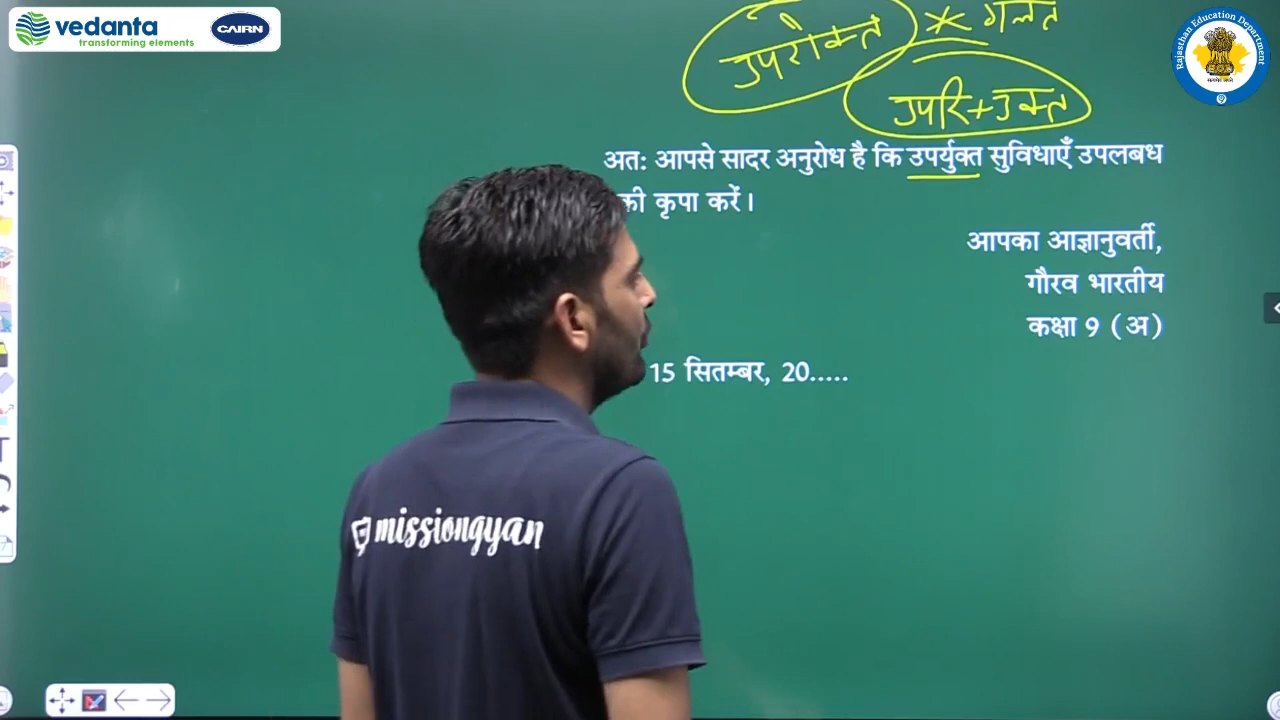 vedanta
transforming elements
CAIRN
Rajasthan Education Department
उपरोक्त * गलत
उपरि+उक्त
अत: आपसे सादर अनुरोध है कि उपर्युक्त सुविधाएँ उपलबध
की कृपा करें।
आपका आज्ञानुवर्ती,
गौरव भारतीय
कक्षा 9 (अ)
15 सितम्बर, 20.....
missiongyan